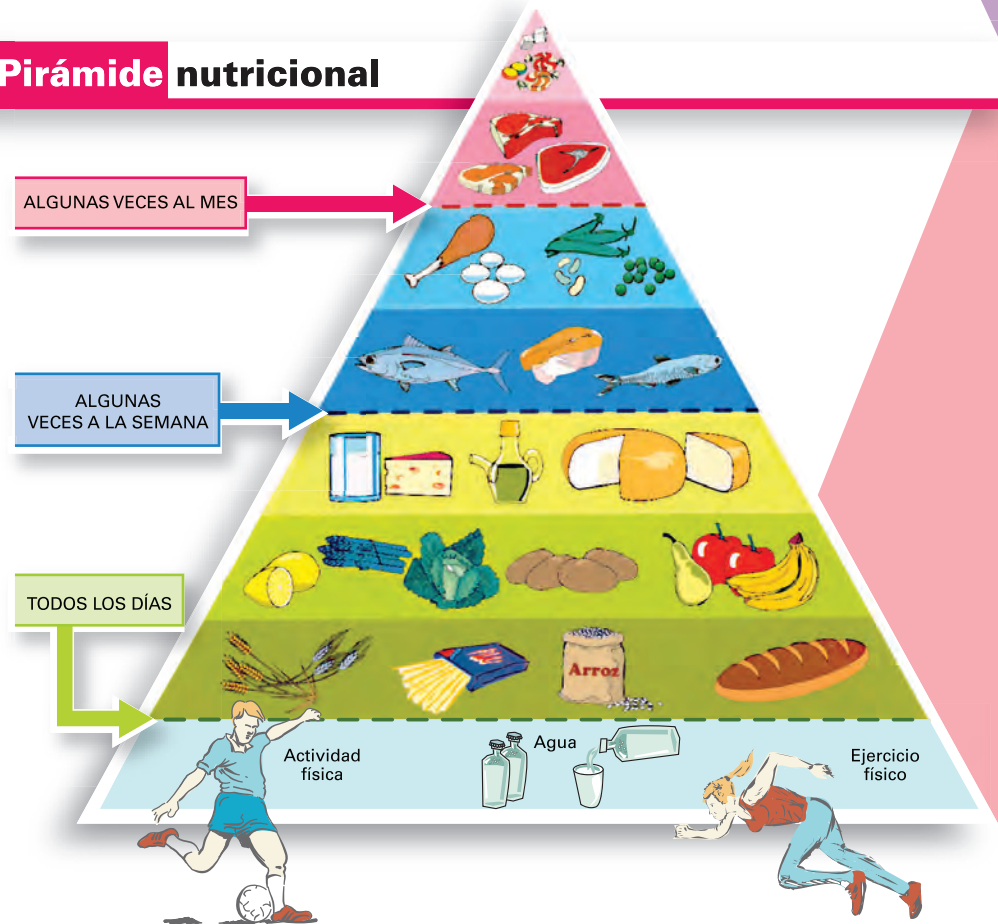 Pirámide nutricional
ALGUNAS VECES AL MES
ALGUNAS
VECES A LA SEMANA
TODOS LOS DÍAS
Arroz
Actividad
física
Agua
Ejercicio
físico